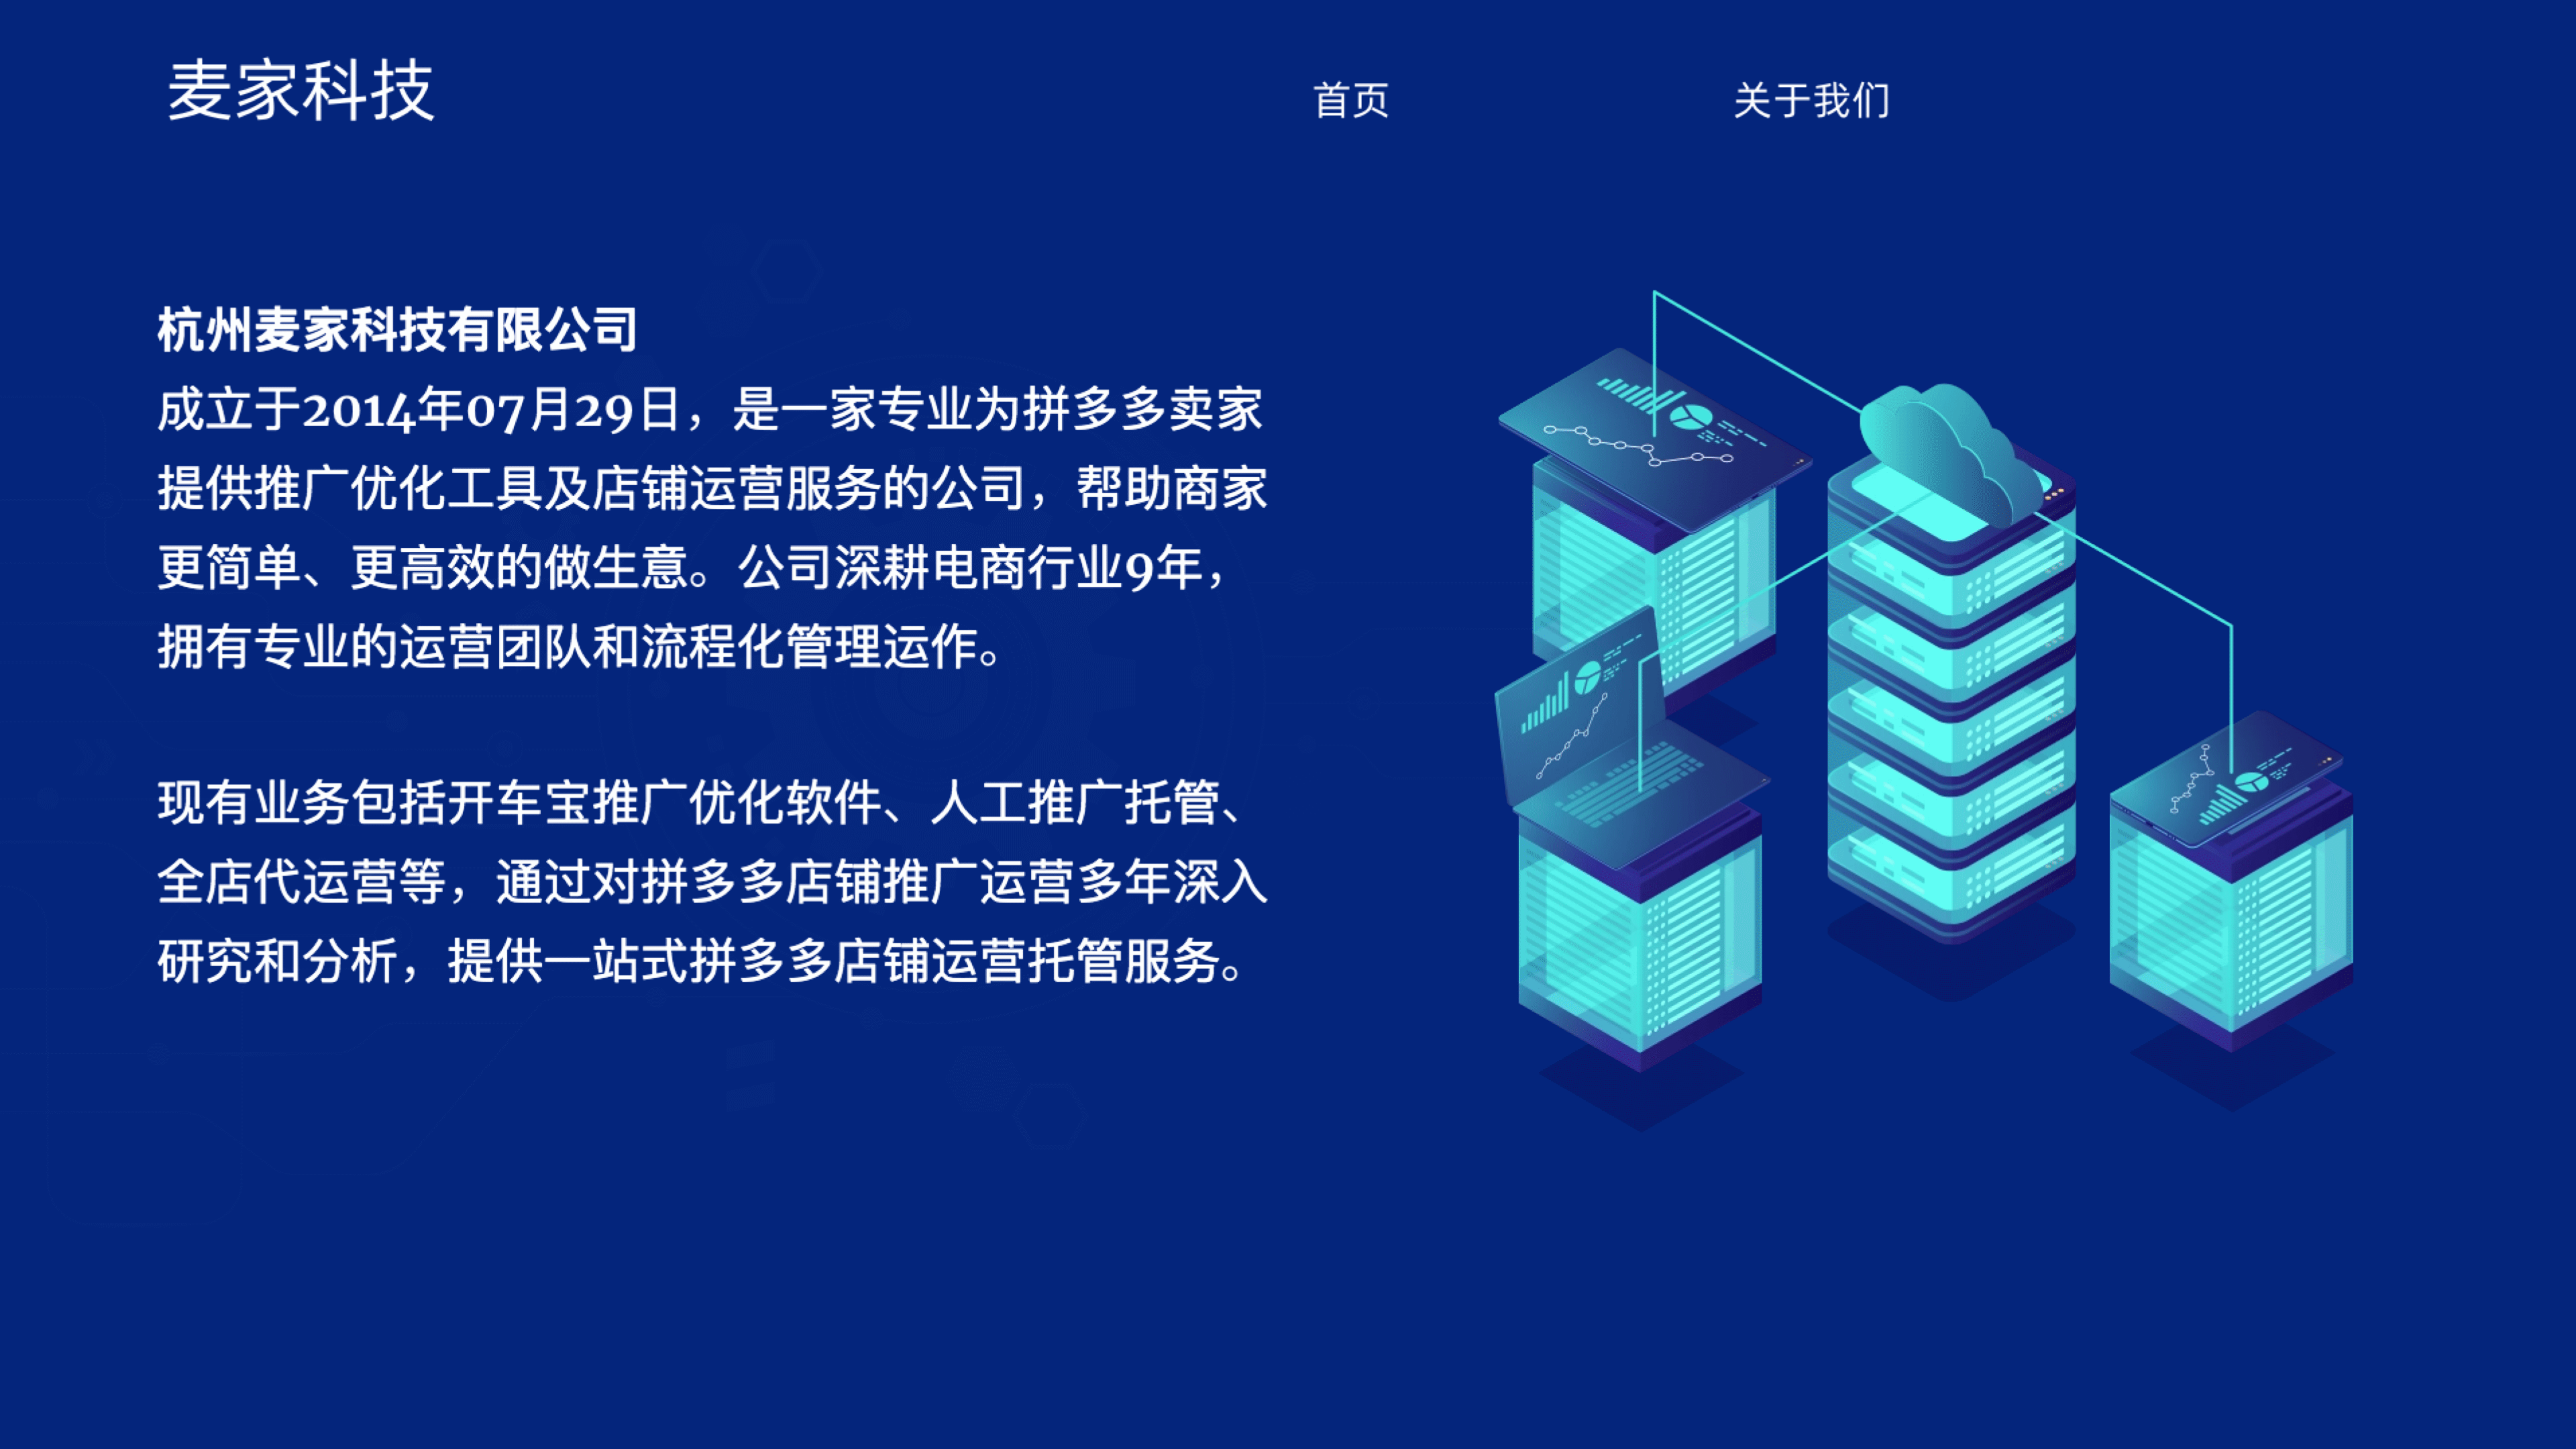 麦家科技
首页
关于我们
杭州麦家科技有限公司
成立于2014年07月29日，是一家专业为拼多多卖家
提供推广优化工具及店铺运营服务的公司，帮助商家
更简单、更高效的做生意。公司深耕电商行业9年，
拥有专业的运营团队和流程化管理运作。
现有业务包括开车宝推广优化软件、人工推广托管、
全店代运营等，通过对拼多多店铺推广运营多年深入
研究和分析，提供一站式拼多多店铺运营托管服务。